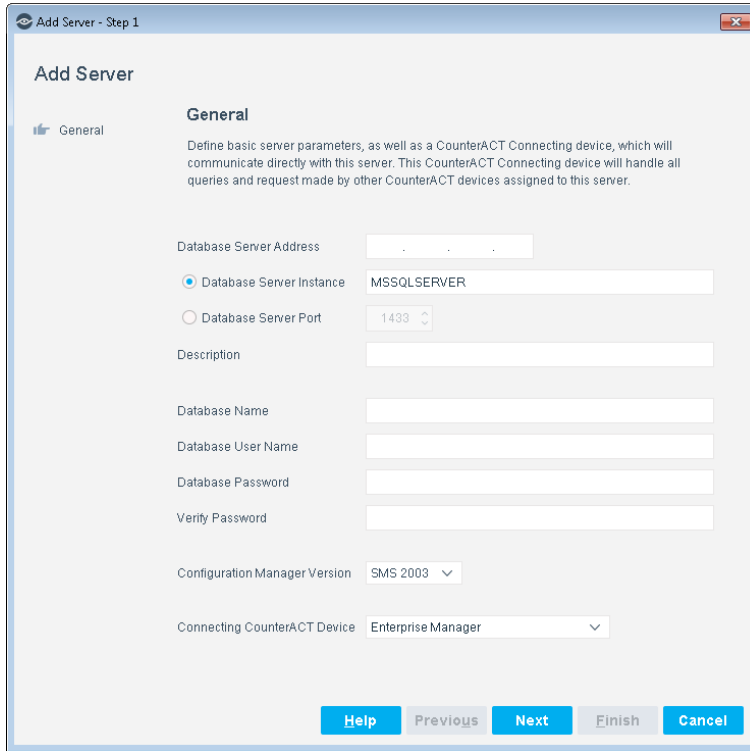 Add Server - Step 1
Add Server
General
General
Define basic server parameters, as well as a CounterACT Connecting device, which will
communicate directly with this server. This CounterACT Connecting device will handle all
queries and request made by other CounterACT devices assigned to this server.
Database Server Address . . .
Database Server Instance MSSQLSERVER
Database Server Port 1433
Description
Database Name
Database User Name
Database Password
Verify Password
Configuration Manager Version SMS 2003
Connecting CounterACT Device Enterprise Manager
Help Previous Next Finish Cancel